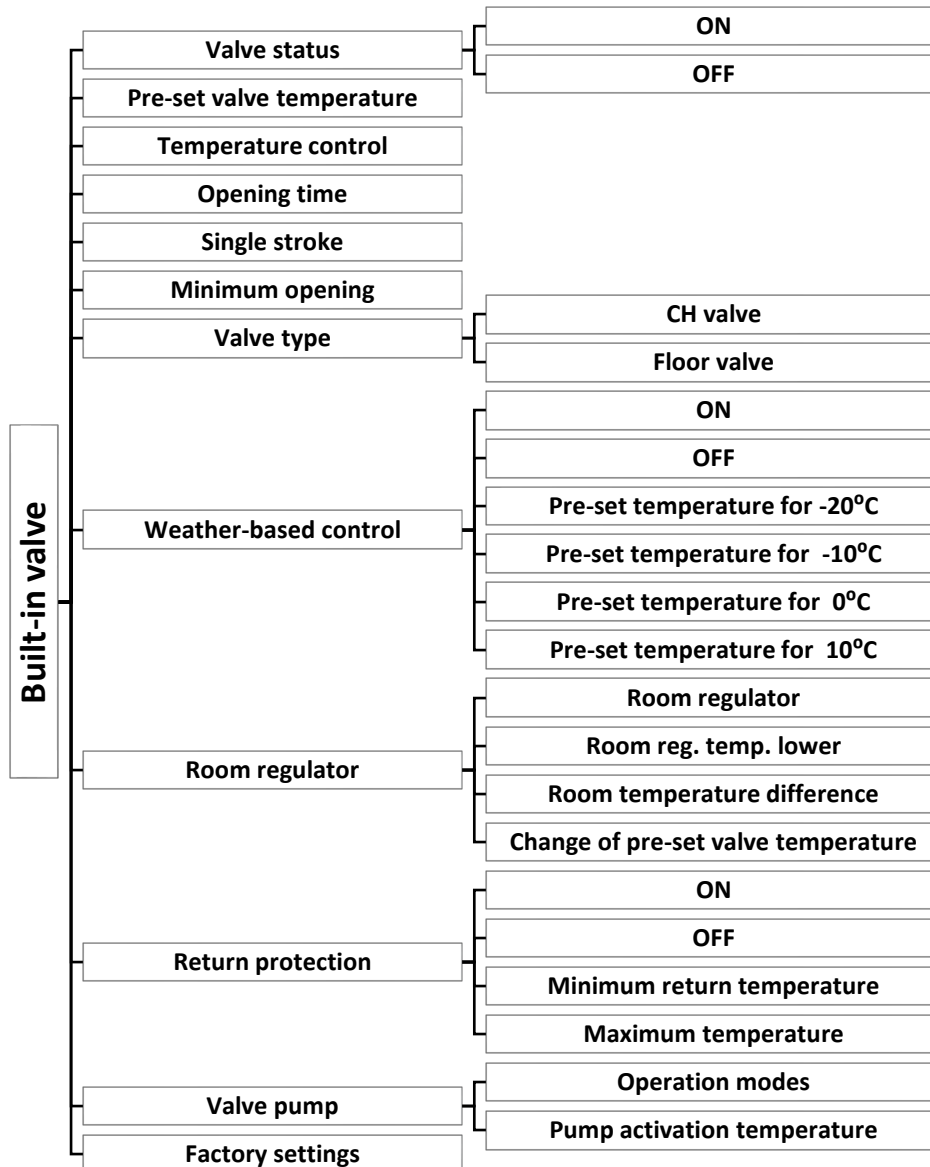 Built-in valve
Valve status
ON
OFF
Pre-set valve temperature
Temperature control
Opening time
Single stroke
Minimum opening
Valve type
CH valve
Floor valve
Weather-based control
ON
OFF
Pre-set temperature for -20⁰C
Pre-set temperature for -10⁰C
Pre-set temperature for 0⁰C
Pre-set temperature for 10⁰C
Room regulator
Room regulator
Room reg. temp. lower
Room temperature difference
Change of pre-set valve temperature
Return protection
ON
OFF
Minimum return temperature
Maximum temperature
Valve pump
Operation modes
Pump activation temperature
Factory settings